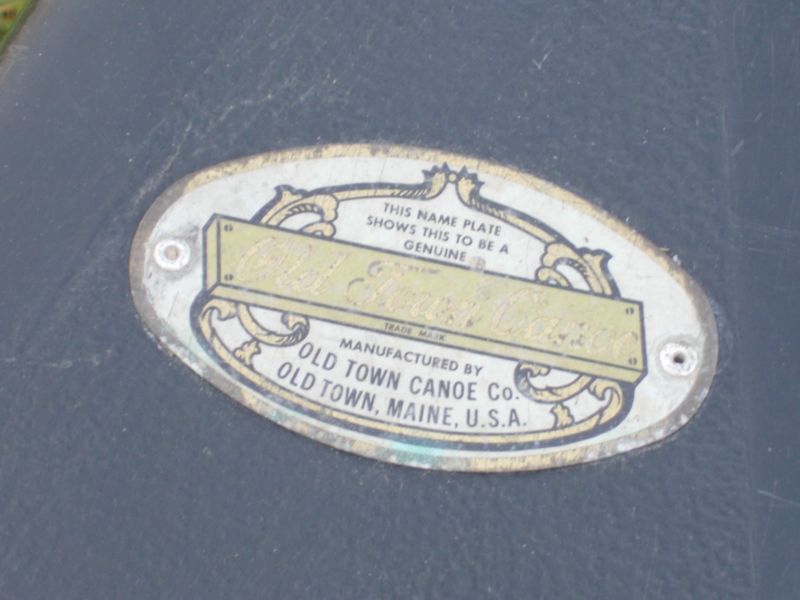 THIS NAME PLATE
SHOWS THIS TO BE A
GENUINE
Old Town Canoe
TRADE MARK
MANUFACTURED BY
OLD TOWN CANOE Co.
OLD TOWN, MAINE, U.S.A.